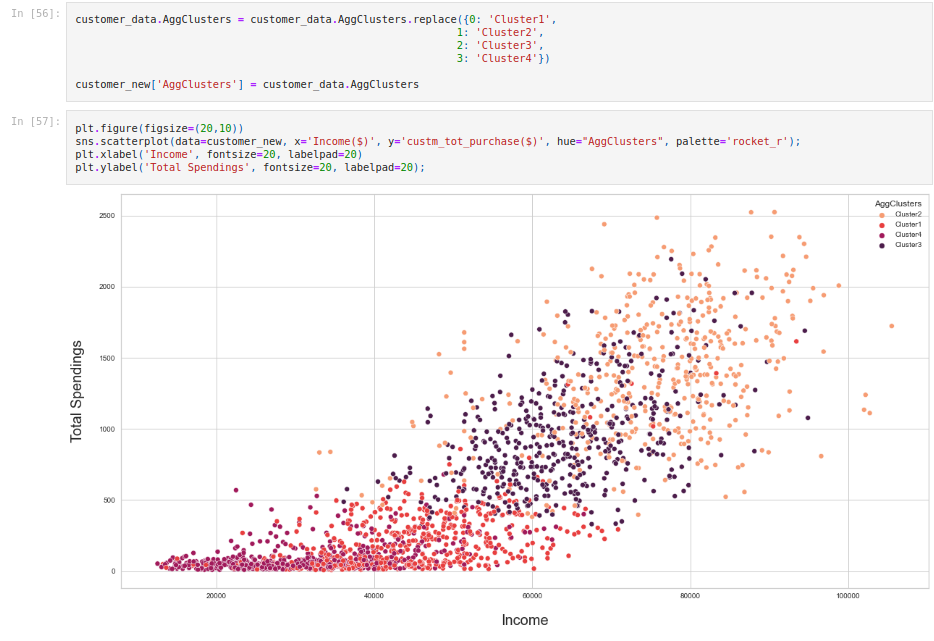 In [56]:
customer_data.AggClusters = customer_data.AggClusters.replace({0: 'Cluster1',
1: 'Cluster2',
2: 'Cluster3',
3: 'Cluster4'})
customer_new['AggClusters'] = customer_data.AggClusters
In [57]:
plt.figure(figsize=(20,10))
sns.scatterplot(data=customer_new, x='Income($)', y='custm_tot_purchase($)', hue="AggClusters", palette='rocket_r');
plt.xlabel('Income', fontsize=20, labelpad=20)
plt.ylabel('Total Spendings', fontsize=20, labelpad=20);
AggClusters
Cluster2
Cluster1
Cluster4
Cluster3
2500
2000
1500
1000
500
0
Total Spendings
20000
40000
60000
80000
100000
Income